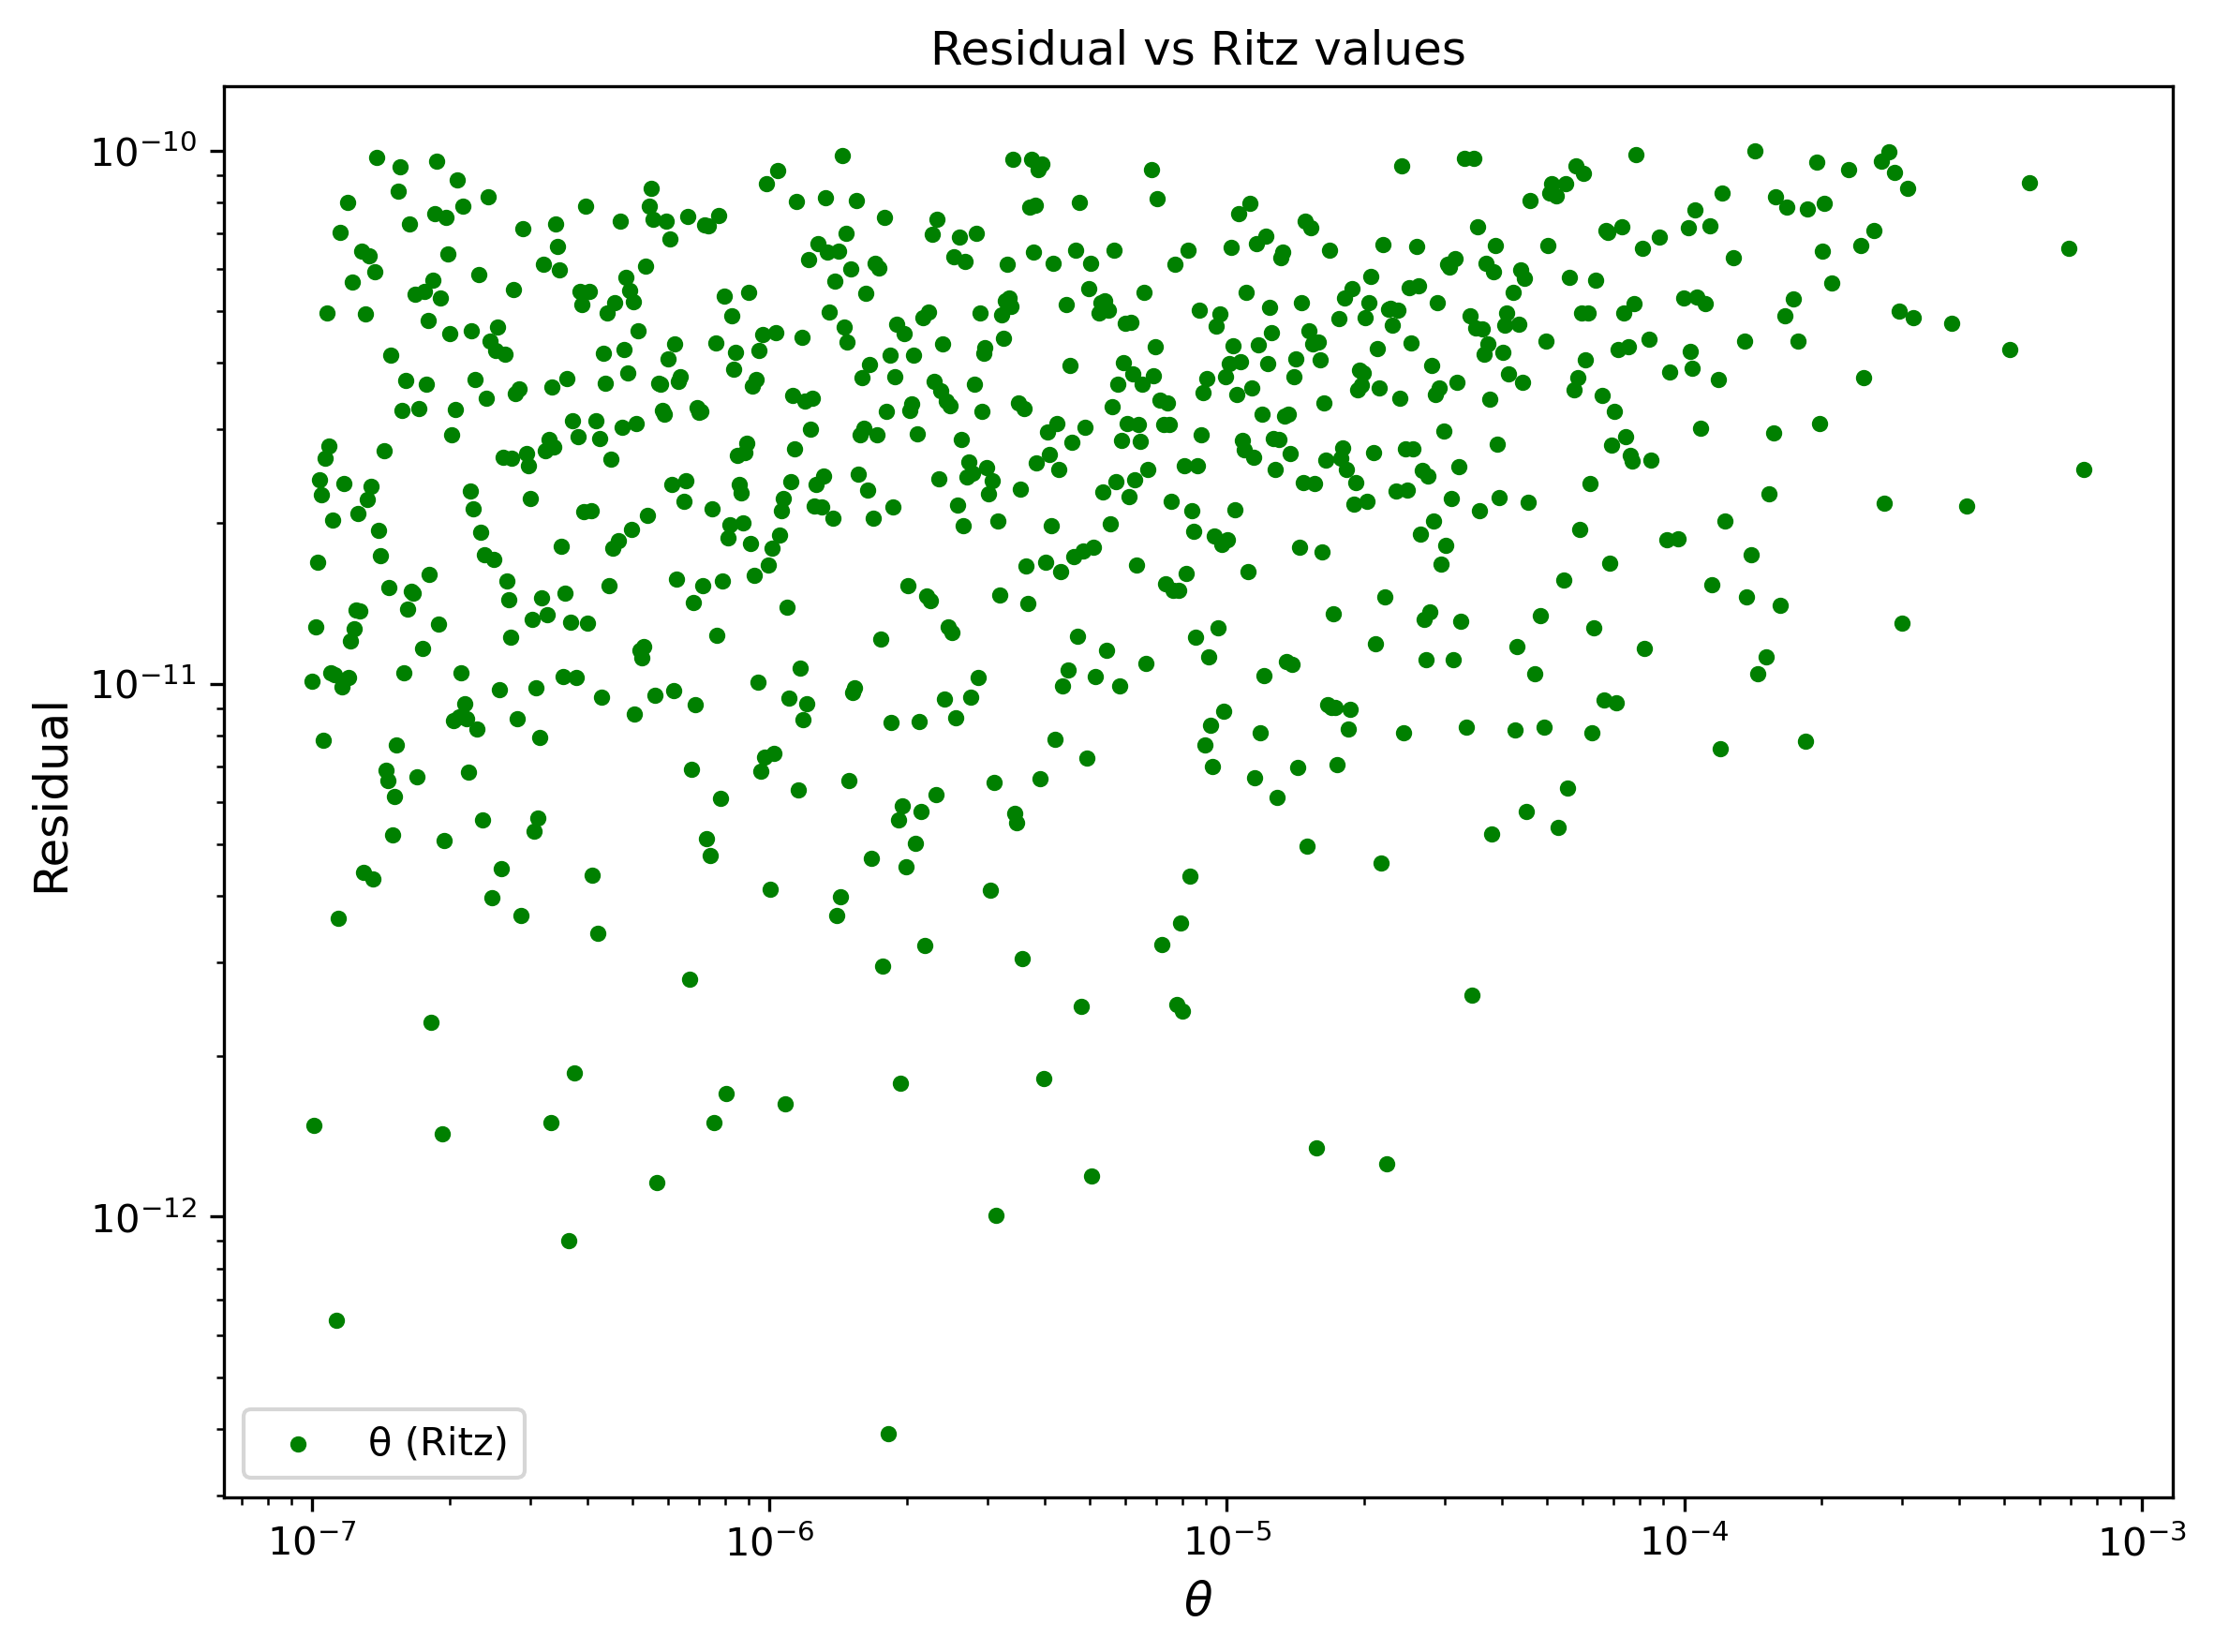 Residual vs Ritz values
Residual
10⁻¹⁰
10⁻¹¹
10⁻¹²
θ (Ritz)
10⁻⁷ 10⁻⁶ 10⁻⁵ 10⁻⁴ 10⁻³
θ